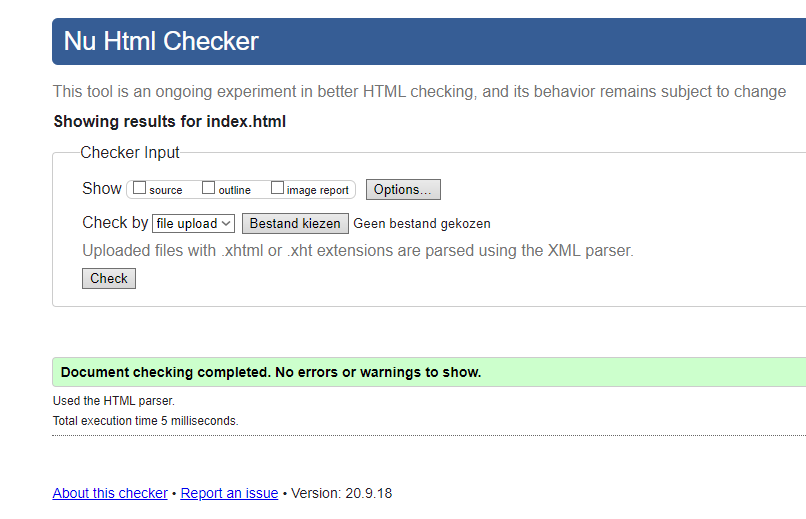 Nu Html Checker
This tool is an ongoing experiment in better HTML checking, and its behavior remains subject to change
Showing results for index.html
Checker Input
Show source outline image report Options...
Check by file upload Bestand kiezen Geen bestand gekozen
Uploaded files with .xhtml or .xht extensions are parsed using the XML parser.
Check
Document checking completed. No errors or warnings to show.
Used the HTML parser.
Total execution time 5 milliseconds.
About this checker • Report an issue • Version: 20.9.18